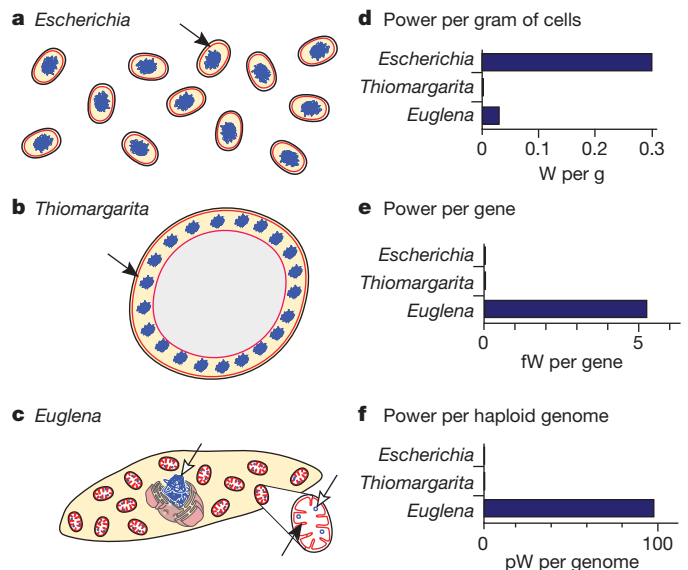 a Escherichia
b Thiomargarita
c Euglena
d Power per gram of cells
Escherichia
Thiomargarita
Euglena
0 0.1 0.2 0.3
W per g
e Power per gene
Escherichia
Thiomargarita
Euglena
0 5
fW per gene
f Power per haploid genome
Escherichia
Thiomargarita
Euglena
0 100
pW per genome